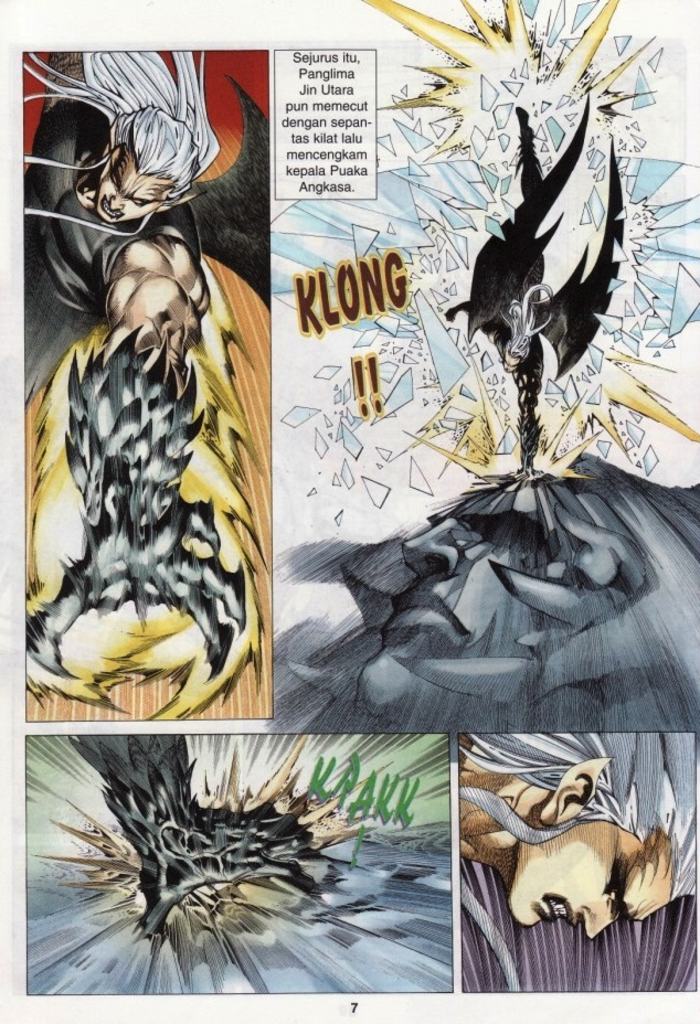 Sejurus itu,
Panglima
Jin Utara
pun memecut
dengan sepan-
tas kilat lalu
mencengkam
kepala Puaka
Angkasa.
KLONG
!!
KRAKK
!
7